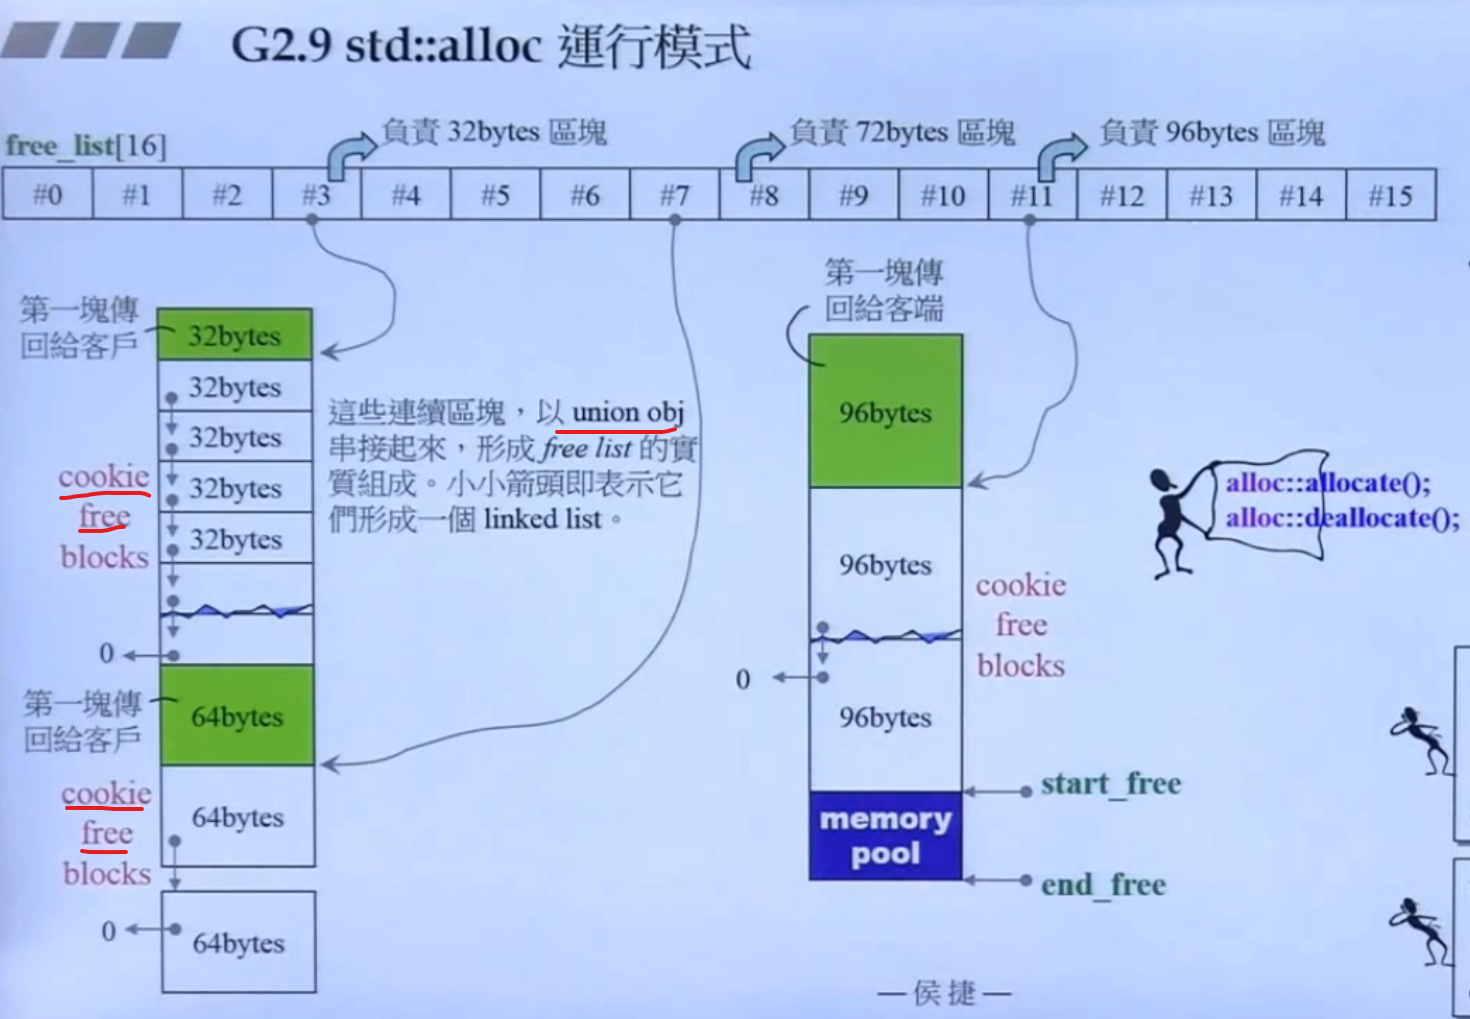 G2.9 std::alloc 運行模式
free_list[16]
負責 32bytes 區塊
負責 72bytes 區塊
負責 96bytes 區塊
#0 #1 #2 #3 #4 #5 #6 #7 #8 #9 #10 #11 #12 #13 #14 #15
第一塊傳
回給客戶
32bytes
32bytes
32bytes
32bytes
32bytes
cookie
free
blocks
0
這些連續區塊，以 union obj
串接起來，形成 free list 的實
質組成。小小箭頭即表示它
們形成一個 linked list。
第一塊傳
回給客戶
64bytes
cookie
free
blocks
64bytes
0
64bytes
第一塊傳
回給客端
96bytes
96bytes
cookie
free
blocks
0
96bytes
memory
pool
start_free
end_free
alloc::allocate();
alloc::deallocate();
—侯捷—